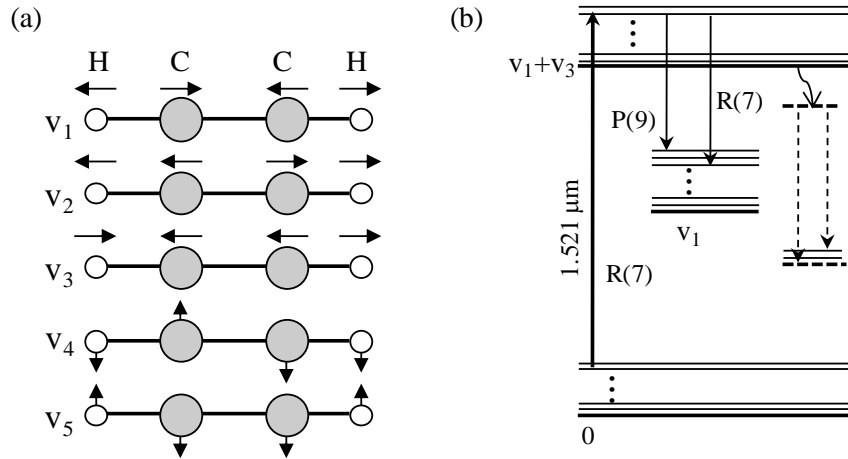 (a)
H C C H
v1
v2
v3
v4
v5
(b)
v1+v3
P(9)
R(7)
v1
1.521 μm
R(7)
0